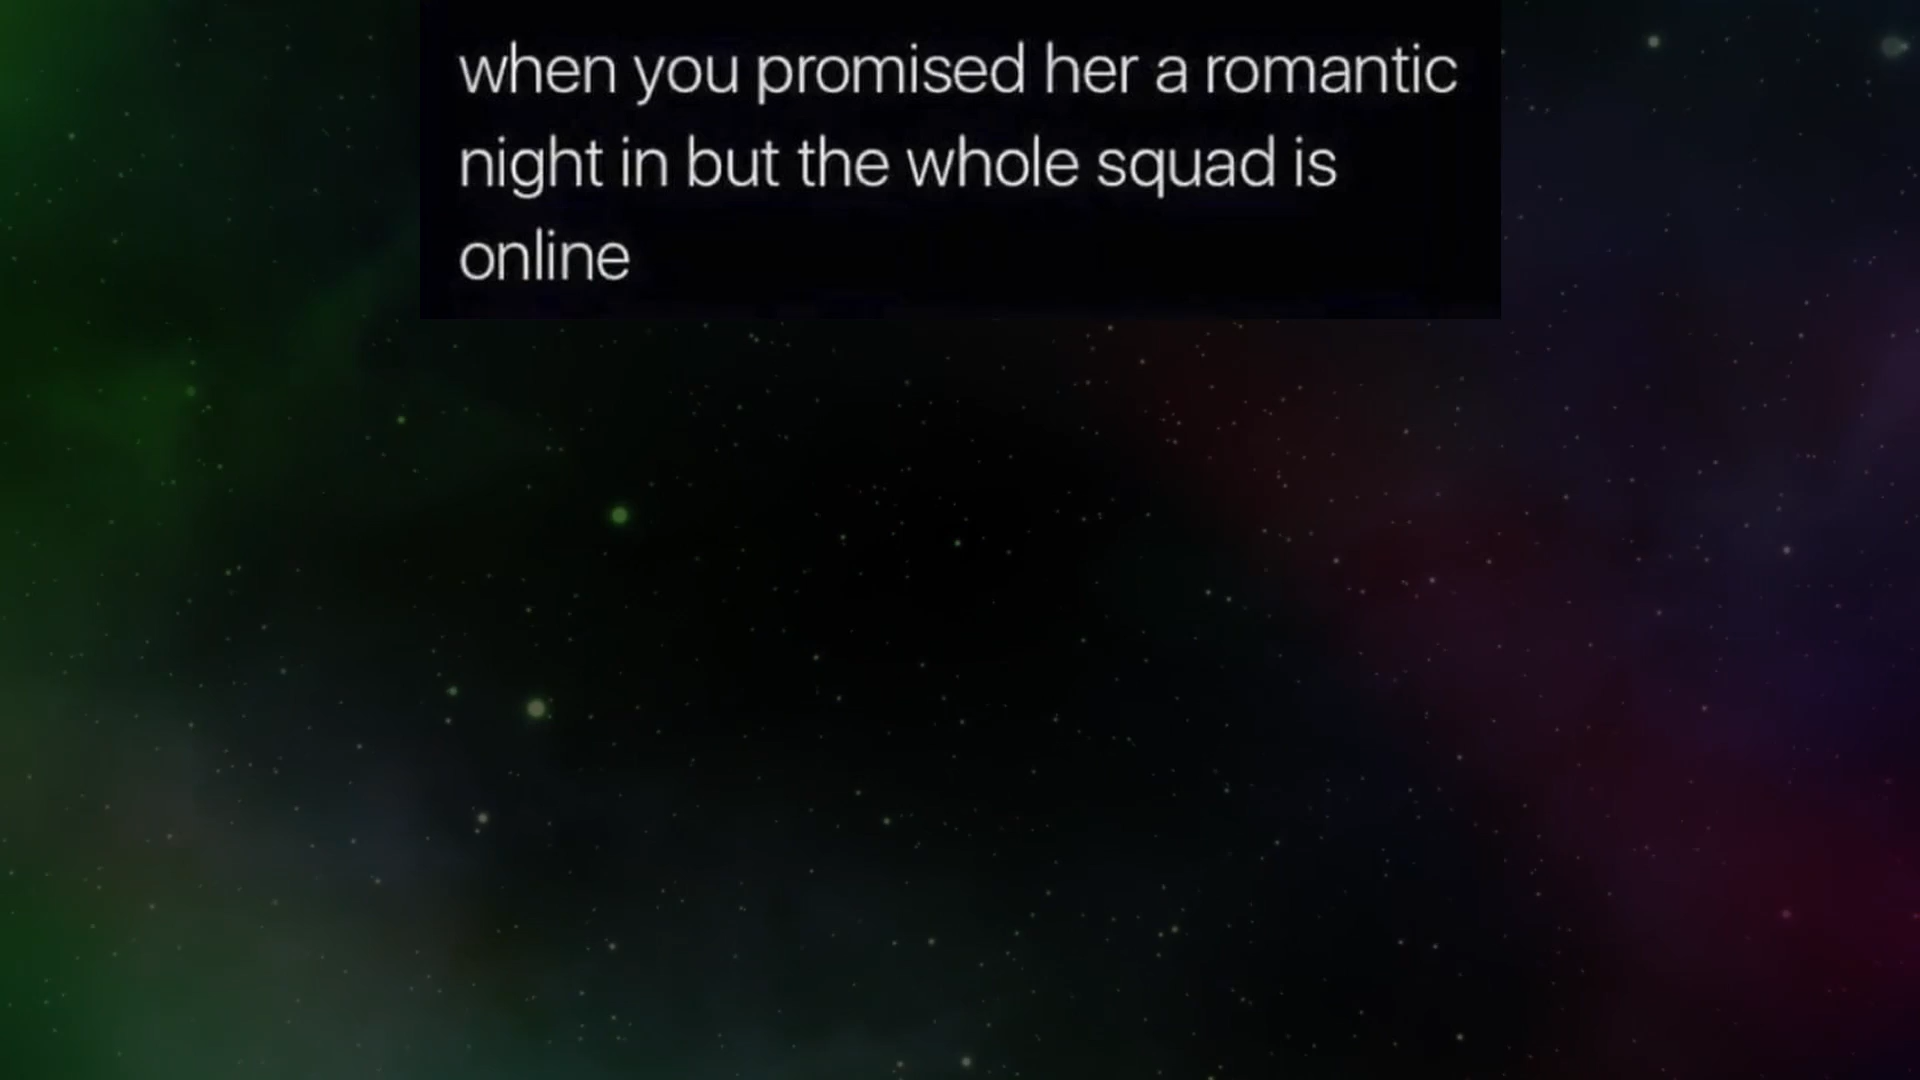 when you promised her a romantic
night in but the whole squad is
online